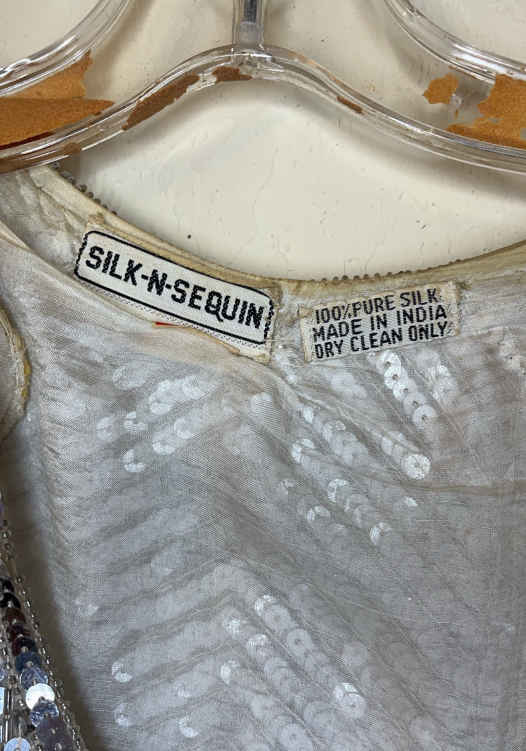 SILK-N-SEQUIN
100% PURE SILK
MADE IN INDIA
DRY CLEAN ONLY